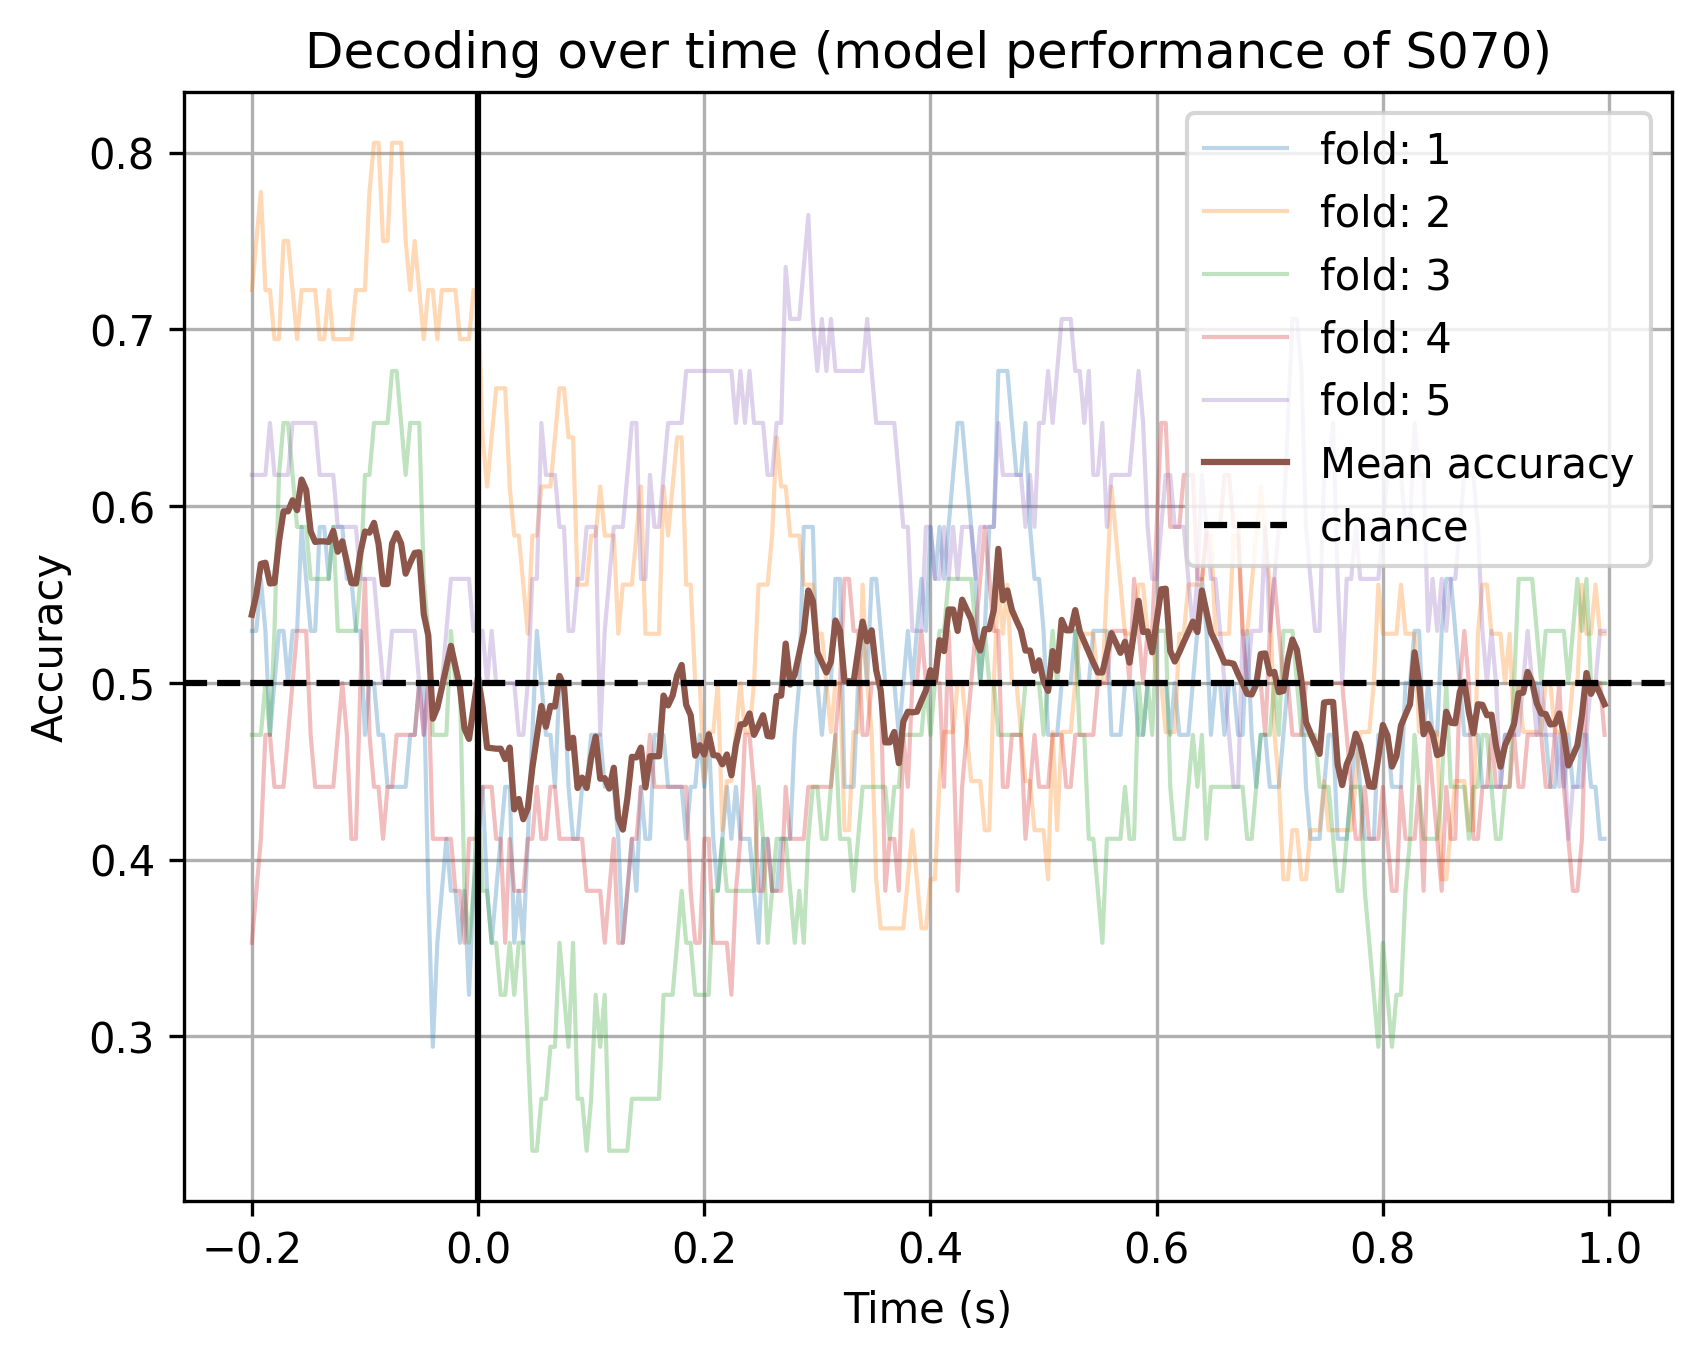 Decoding over time (model performance of S070)
fold: 1
fold: 2
fold: 3
fold: 4
fold: 5
Mean accuracy
chance
Accuracy
0.8
0.7
0.6
0.5
0.4
0.3
−0.2 0.0 0.2 0.4 0.6 0.8 1.0
Time (s)